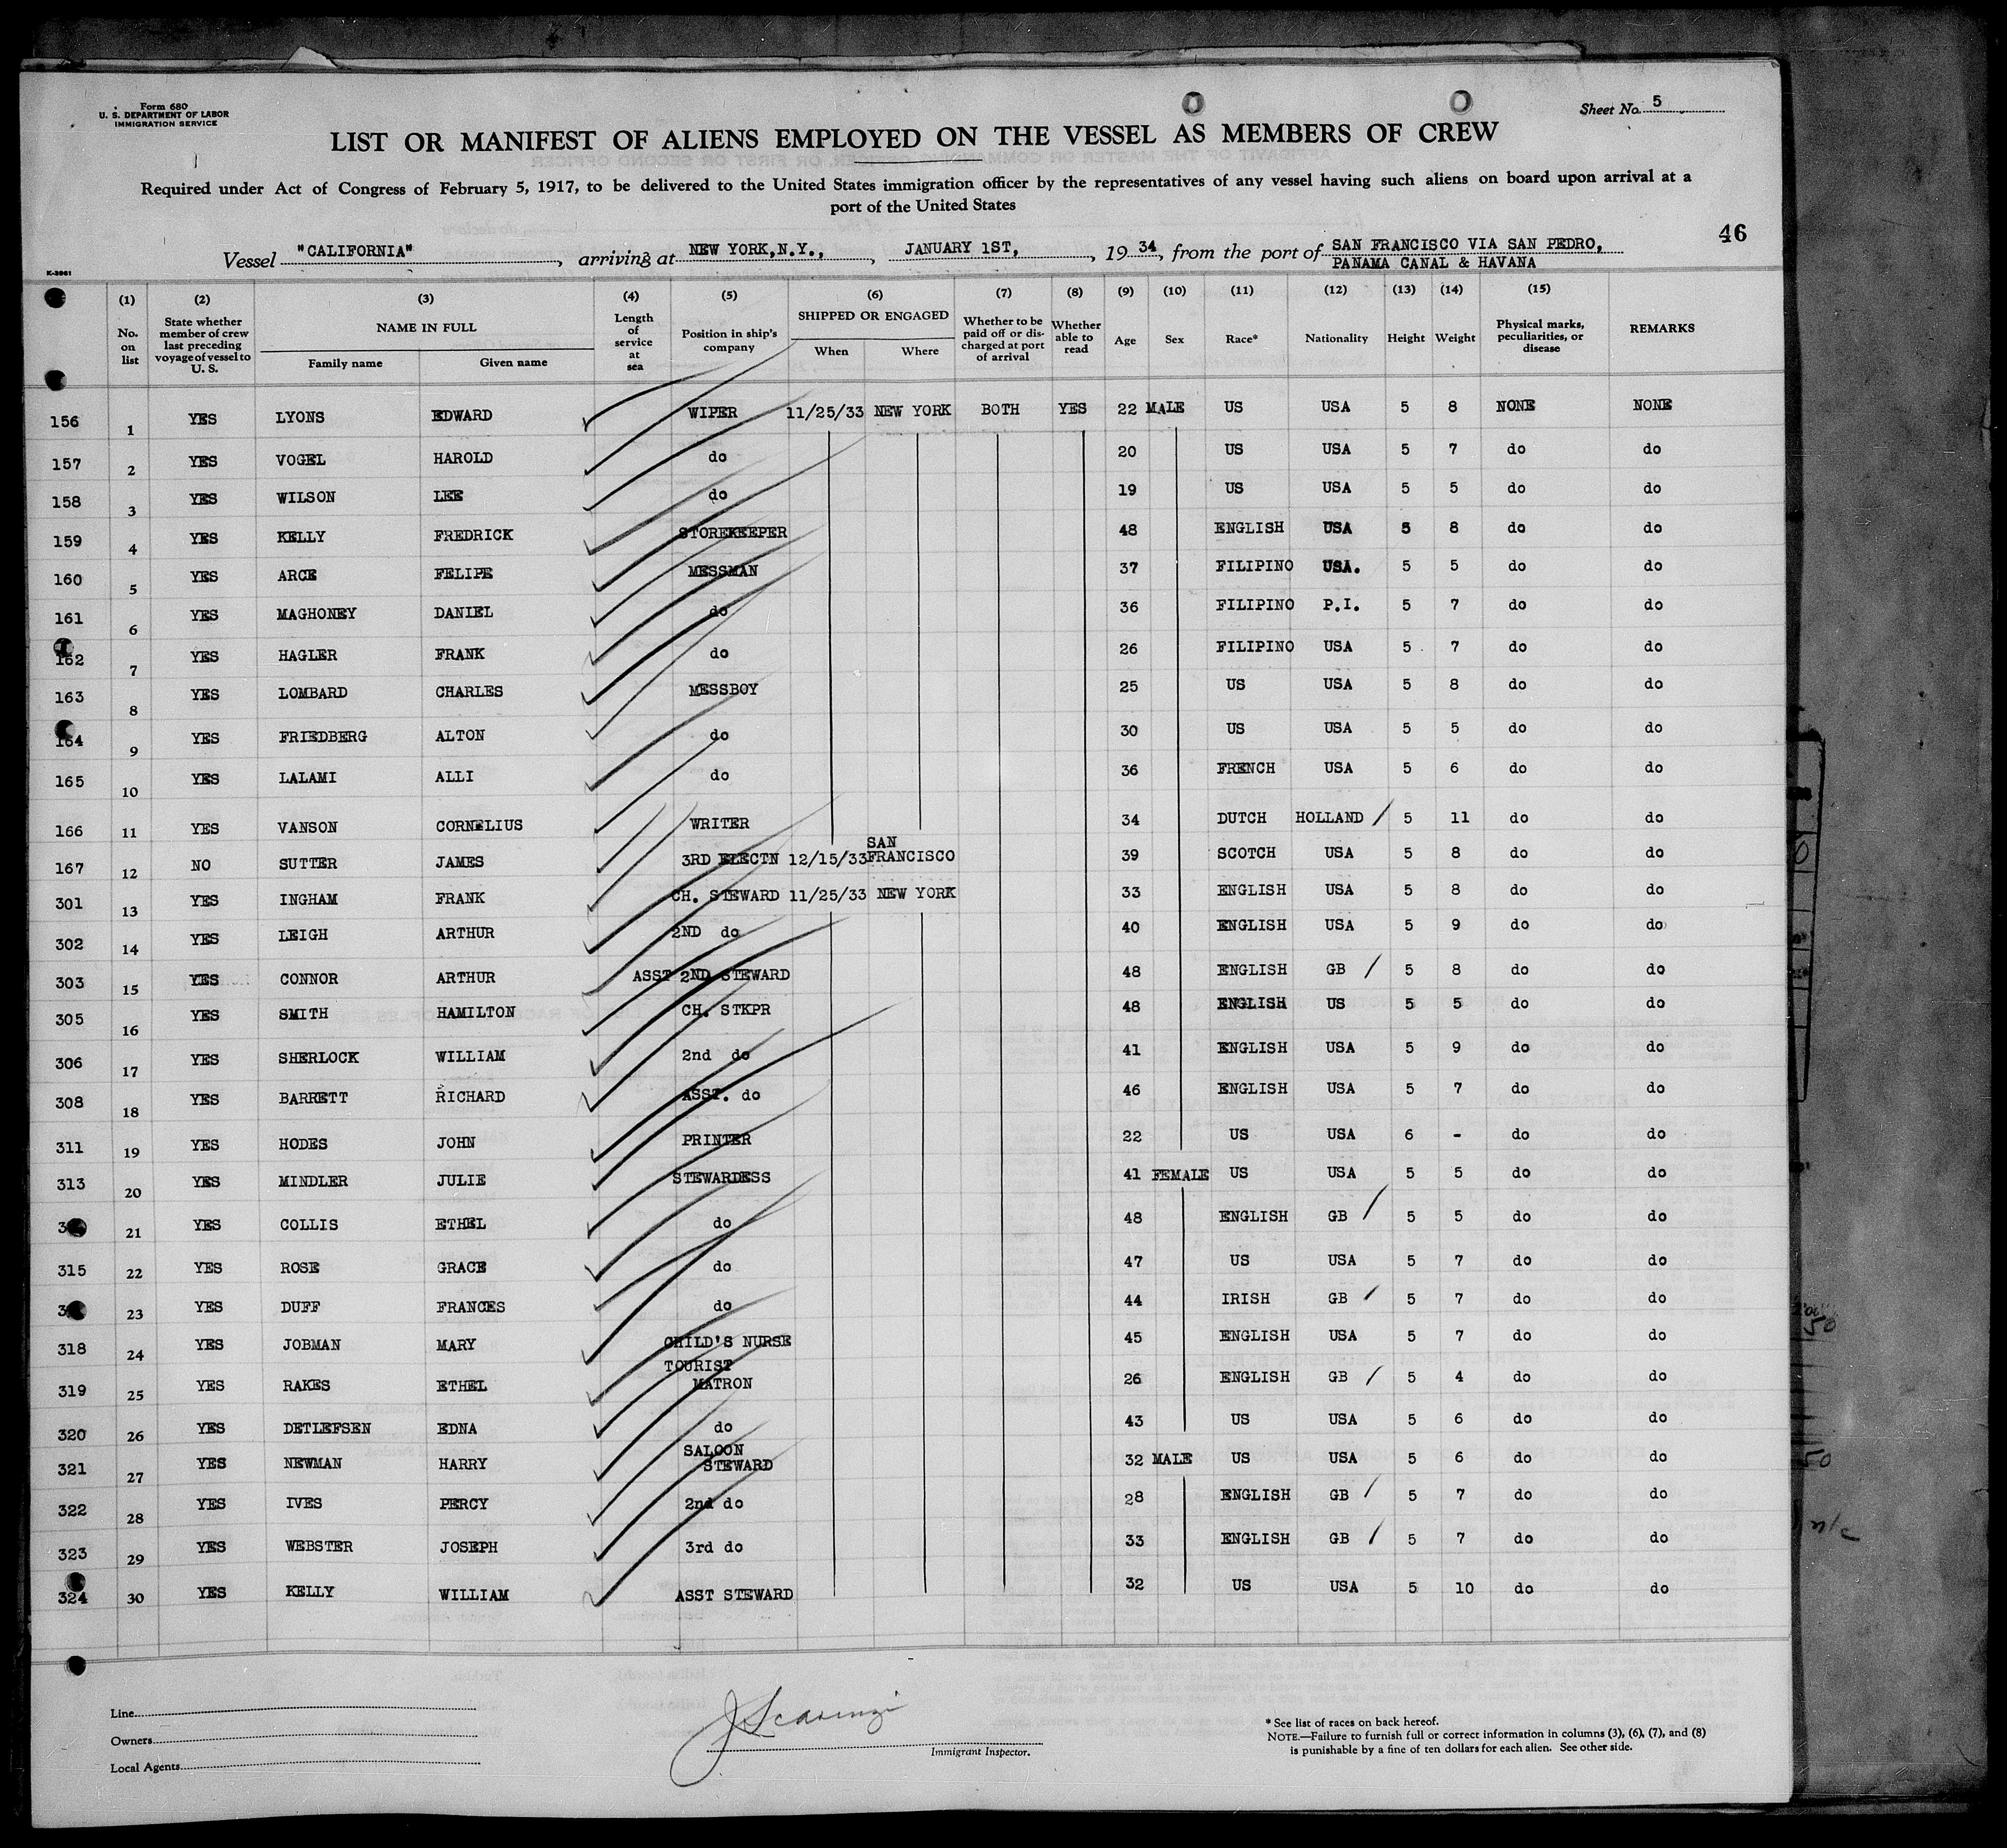 Form 680
U. S. DEPARTMENT OF LABOR
IMMIGRATION SERVICE
Sheet No. 5
LIST OR MANIFEST OF ALIENS EMPLOYED ON THE VESSEL AS MEMBERS OF CREW
Required under Act of Congress of February 5, 1917, to be delivered to the United States immigration officer by the representatives of any vessel having such aliens on board upon arrival at a
port of the United States
46
Vessel "CALIFORNIA", arriving at NEW YORK,N.Y., JANUARY 1ST, 1934, from the port of SAN FRANCISCO VIA SAN PEDRO,
PANAMA CANAL & HAVANA
K-3961
(1) (2) (3) (4) (5) (6) (7) (8) (9) (10) (11) (12) (13) (14) (15)
No. on list | State whether member of crew last preceding voyage of vessel to U. S. | NAME IN FULL | Family name | Given name | Length of service at sea | Position in ship's company | SHIPPED OR ENGAGED | When | Where | Whether to be paid off or discharged at port of arrival | Whether able to read | Age | Sex | Race* | Nationality | Height | Weight | Physical marks, peculiarities, or disease | REMARKS
156 1 YES LYONS EDWARD WIPER 11/25/33 NEW YORK BOTH YES 22 MALE US USA 5 8 NONE NONE
157 2 YES VOGEL HAROLD do 20 US USA 5 7 do do
158 3 YES WILSON LEE do 19 US USA 5 5 do do
159 4 YES KELLY FREDRICK STOREKEEPER 48 ENGLISH USA 5 8 do do
160 5 YES ARCE FELIPE MESSMAN 37 FILIPINO USA. 5 5 do do
161 6 YES MAGHONEY DANIEL do 36 FILIPINO P.I. 5 7 do do
162 7 YES HAGLER FRANK do 26 FILIPINO USA 5 7 do do
163 8 YES LOMBARD CHARLES MESSBOY 25 US USA 5 8 do do
164 9 YES FRIEDBERG ALTON do 30 US USA 5 5 do do
165 10 YES LALAMI ALLI do 36 FRENCH USA 5 6 do do
166 11 YES VANSON CORNELIUS WRITER 34 DUTCH HOLLAND / 5 11 do do
167 12 NO SUTTER JAMES 3RD ELECTN 12/15/33 SAN FRANCISCO 39 SCOTCH USA 5 8 do do
301 13 YES INGHAM FRANK CH. STEWARD 11/25/33 NEW YORK 33 ENGLISH USA 5 8 do do
302 14 YES LEIGH ARTHUR 2ND do 40 ENGLISH USA 5 9 do do
303 15 YES CONNOR ARTHUR ASST 2ND STEWARD 48 ENGLISH GB / 5 8 do do
305 16 YES SMITH HAMILTON CH. STKPR 48 ENGLISH US 5 5 do do
306 17 YES SHERLOCK WILLIAM 2nd do 41 ENGLISH USA 5 9 do do
308 18 YES BARRETT RICHARD ASST. do 46 ENGLISH USA 5 7 do do
311 19 YES HODES JOHN PRINTER 22 US USA 6 - do do
313 20 YES MINDLER JULIE STEWARDESS 41 FEMALE US USA 5 5 do do
21 YES COLLIS ETHEL do 48 ENGLISH GB / 5 5 do do
315 22 YES ROSE GRACE do 47 US USA 5 7 do do
23 YES DUFF FRANCES do 44 IRISH GB / 5 7 do do
318 24 YES JOBMAN MARY CHILD'S NURSE 45 ENGLISH USA 5 7 do do
319 25 YES RAKES ETHEL TOURIST MATRON 26 ENGLISH GB / 5 4 do do
320 26 YES DETLEFSEN EDNA do 43 US USA 5 6 do do
321 27 YES NEWMAN HARRY SALOON STEWARD 32 MALE US USA 5 6 do do
322 28 YES IVES PERCY 2nd do 28 ENGLISH GB / 5 7 do do
323 29 YES WEBSTER JOSEPH 3rd do 33 ENGLISH GB / 5 7 do do
324 30 YES KELLY WILLIAM ASST STEWARD 32 US USA 5 10 do do
Line
Owners
Local Agents
Immigrant Inspector.
* See list of races on back hereof.
NOTE.—Failure to furnish full or correct information in columns (3), (6), (7), and (8)
is punishable by a fine of ten dollars for each alien. See other side.